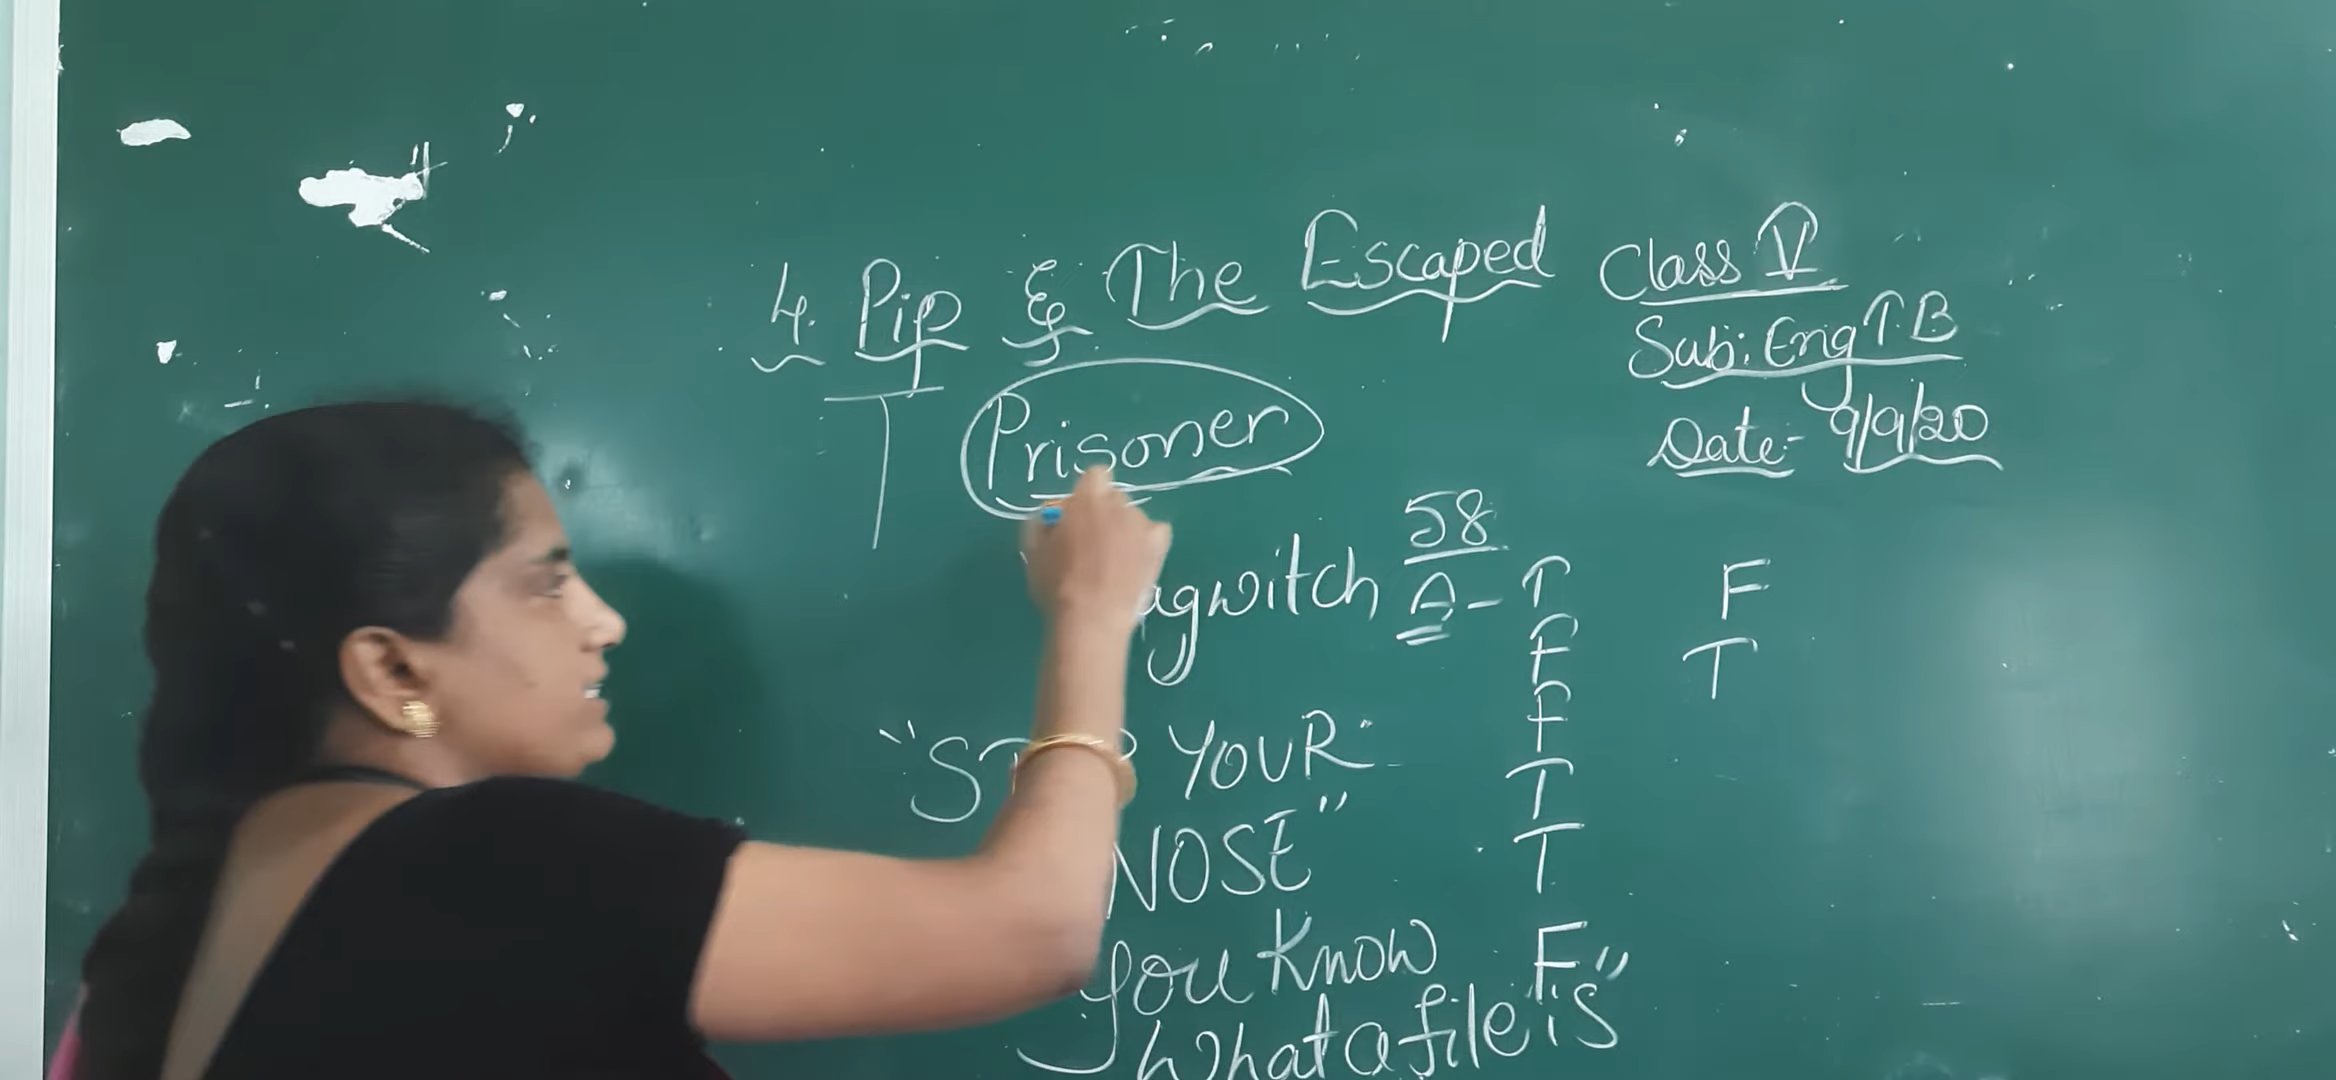 4. Pip & The Escaped
Class V
Sub: Eng T.B
Date:- 9/9/20
T Prisoner
58
agwitch A - T F
F T
F
"S YOUR
T
NOSE"
T
you know F
what a file is"